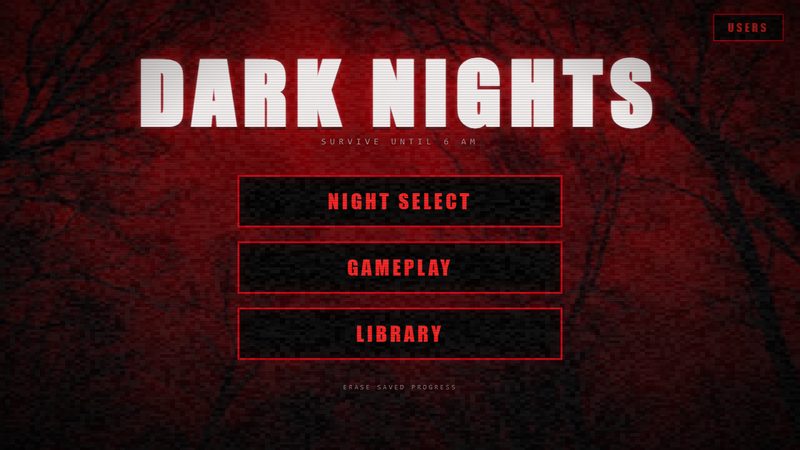 USERS
DARK NIGHTS
SURVIVE UNTIL 6 AM
NIGHT SELECT
GAMEPLAY
LIBRARY
ERASE SAVED PROGRESS